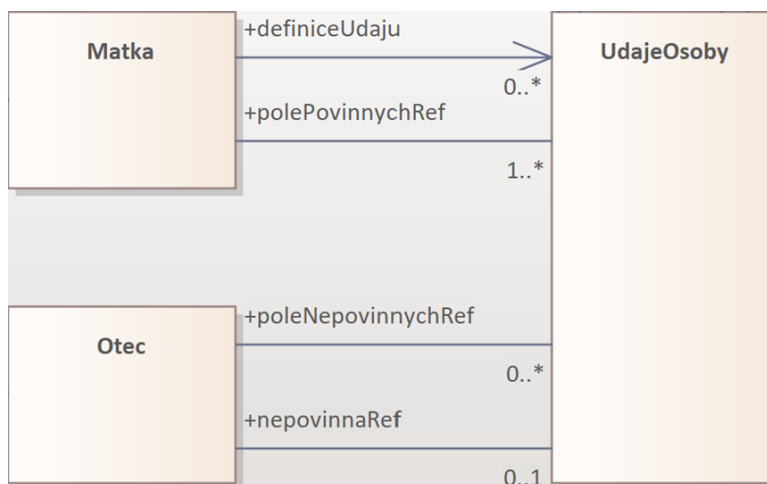 Matka
+definiceUdaju
UdajeOsoby
0..*
+polePovinnychRef
1..*
Otec
+poleNepovinnychRef
0..*
+nepovinnaRef
0..1